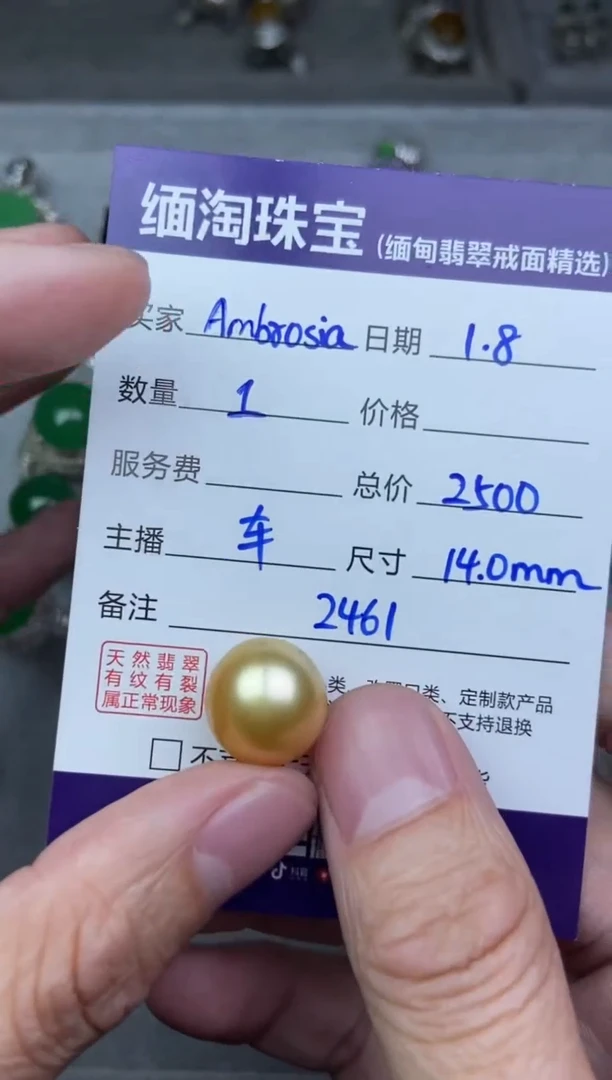 缅淘珠宝 (缅甸翡翠戒面精选)
买家 Ambrosia 日期 1.8
数量 1 价格
服务费 总价 2500
主播 车 尺寸 14.0mm
备注 2461
天然翡翠
有纹有裂
属正常现象
类、定制款产品
不支持退换
不
抖音